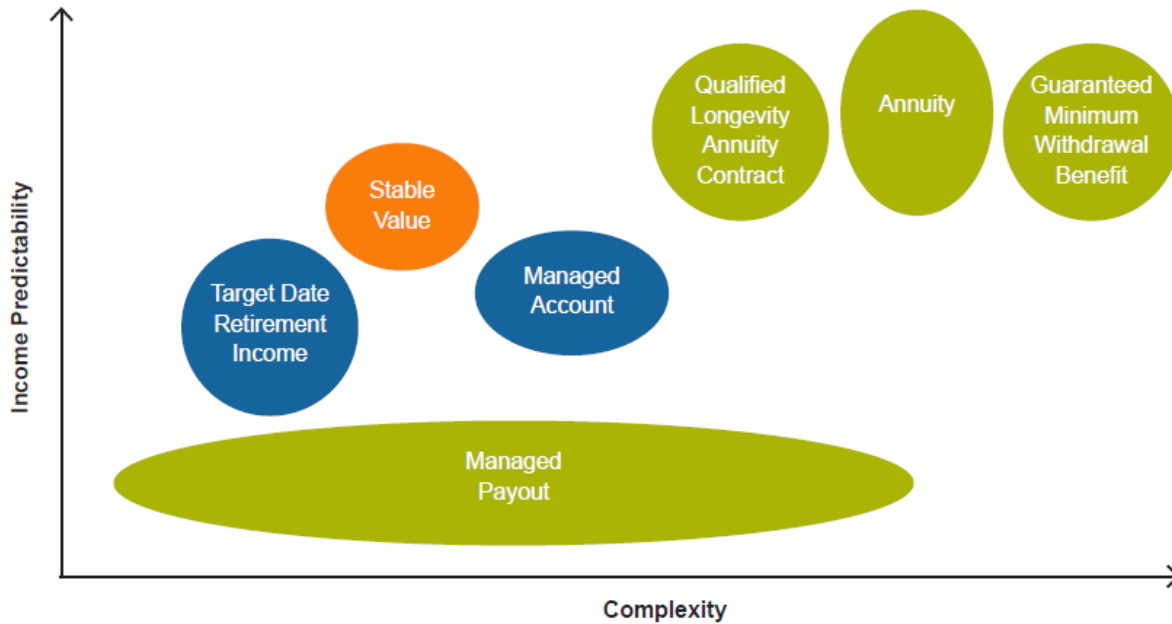 Income Predictability
Qualified
Longevity
Annuity
Contract
Annuity
Guaranteed
Minimum
Withdrawal
Benefit
Stable
Value
Target Date
Retirement
Income
Managed
Account
Managed
Payout
Complexity